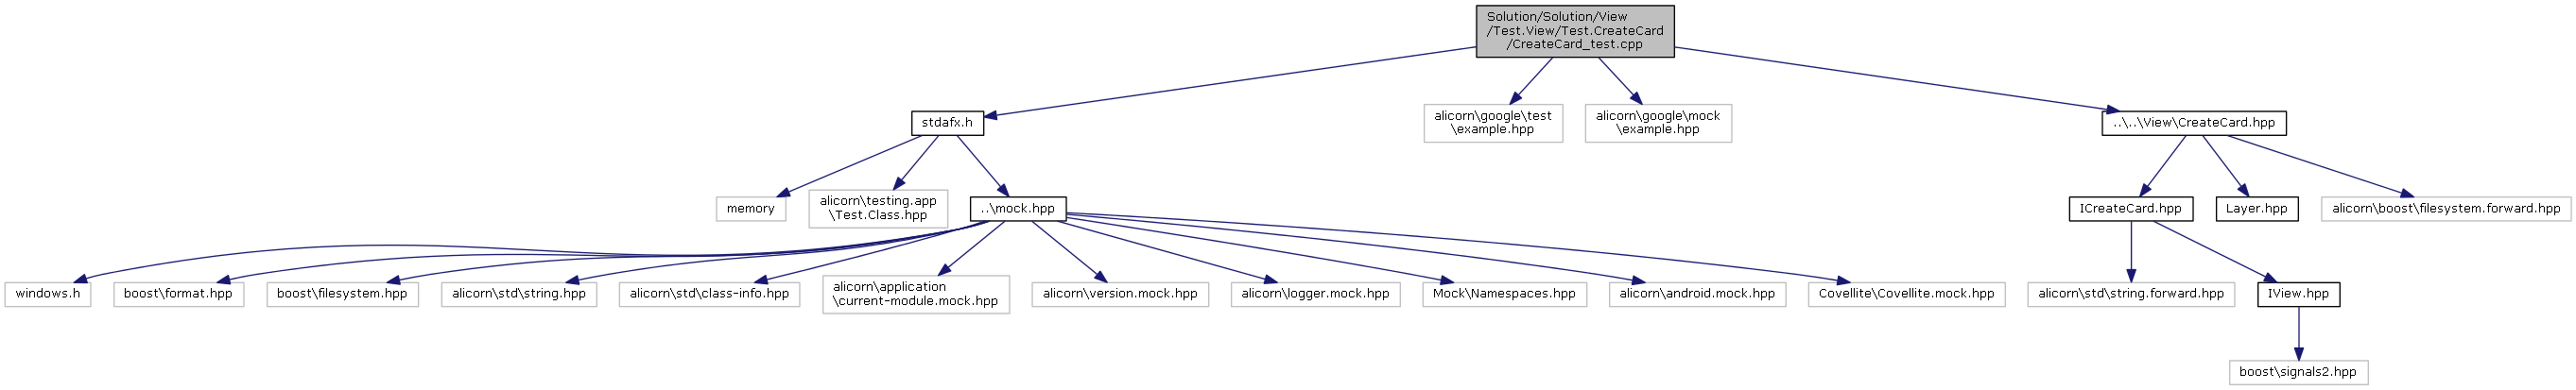 Solution/Solution/View
/Test.View/Test.CreateCard
/CreateCard_test.cpp
stdafx.h
alicorn\google\test
\example.hpp
alicorn\google\mock
\example.hpp
..\..\View\CreateCard.hpp
memory
alicorn\testing.app
\Test.Class.hpp
..\mock.hpp
ICreateCard.hpp
Layer.hpp
alicorn\boost\filesystem.forward.hpp
windows.h
boost\format.hpp
boost\filesystem.hpp
alicorn\std\string.hpp
alicorn\std\class-info.hpp
alicorn\application
\current-module.mock.hpp
alicorn\version.mock.hpp
alicorn\logger.mock.hpp
Mock\Namespaces.hpp
alicorn\android.mock.hpp
Covellite\Covellite.mock.hpp
alicorn\std\string.forward.hpp
IView.hpp
boost\signals2.hpp